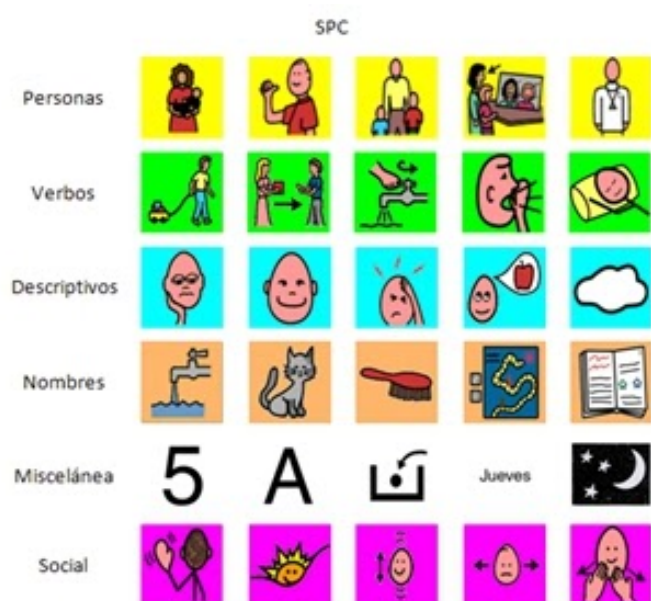 SPC
Personas
Verbos
Descriptivos
Nombres
Miscelánea 5 A Jueves
Social